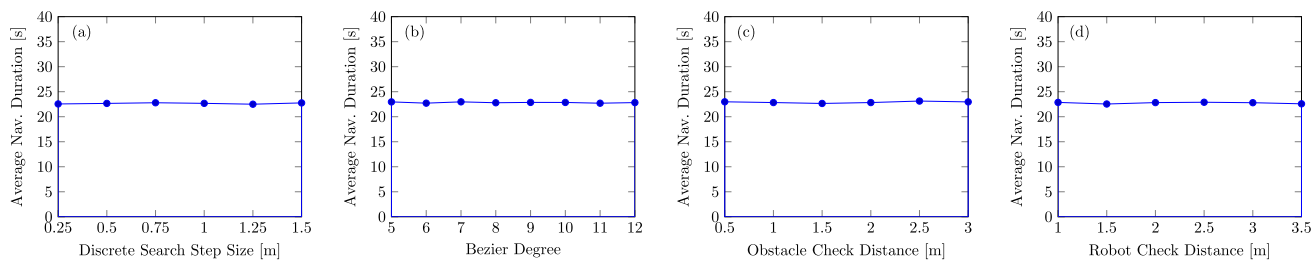 (a)
Average Nav. Duration [s]
40
35
30
25
20
15
10
5
0
0.25 0.5 0.75 1 1.25 1.5
Discrete Search Step Size [m]
(b)
Average Nav. Duration [s]
40
35
30
25
20
15
10
5
0
5 6 7 8 9 10 11 12
Bezier Degree
(c)
Average Nav. Duration [s]
40
35
30
25
20
15
10
5
0
0.5 1 1.5 2 2.5 3
Obstacle Check Distance [m]
(d)
Average Nav. Duration [s]
40
35
30
25
20
15
10
5
0
1 1.5 2 2.5 3 3.5
Robot Check Distance [m]